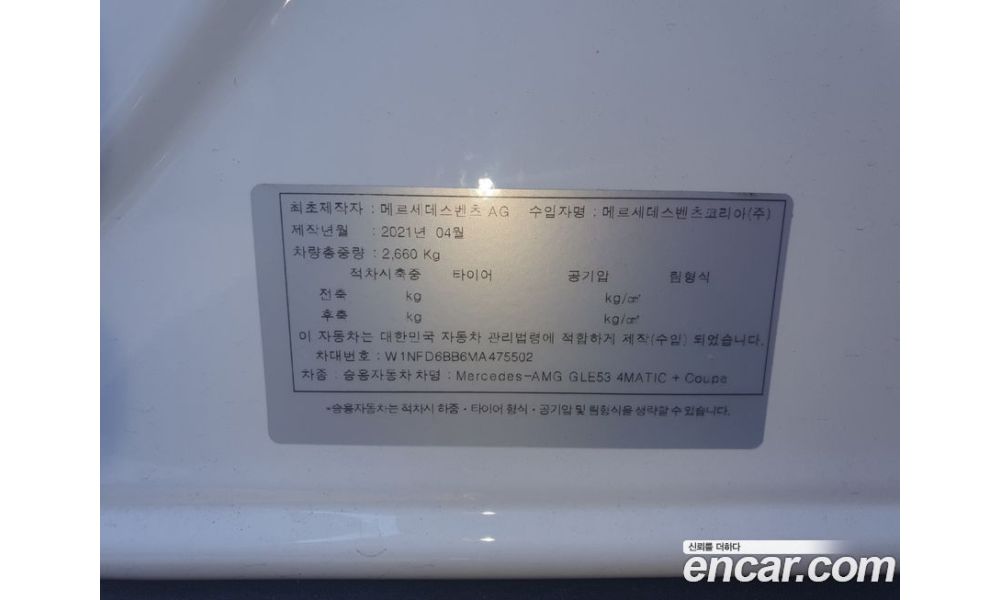 최초제작자 : 메르세데스벤츠 AG 수입자명 : 메르세데스벤츠코리아(주)
제작년월 : 2021년 04월
차량총중량 : 2,660 Kg
적차시축중 타이어 공기압 림형식
전축 kg kg/㎠
후축 kg kg/㎠
이 자동차는 대한민국 자동차 관리법령에 적합하게 제작(수입) 되었습니다.
차대번호 : W1NFD6BB6MA475502
차종 : 승용자동차 차명 : Mercedes-AMG GLE53 4MATIC + Coupe
*승용자동차는 적차시 하중・타이어 형식・공기압 및 림형식을 생략할 수 있습니다.
신뢰를 더하다
encar.com